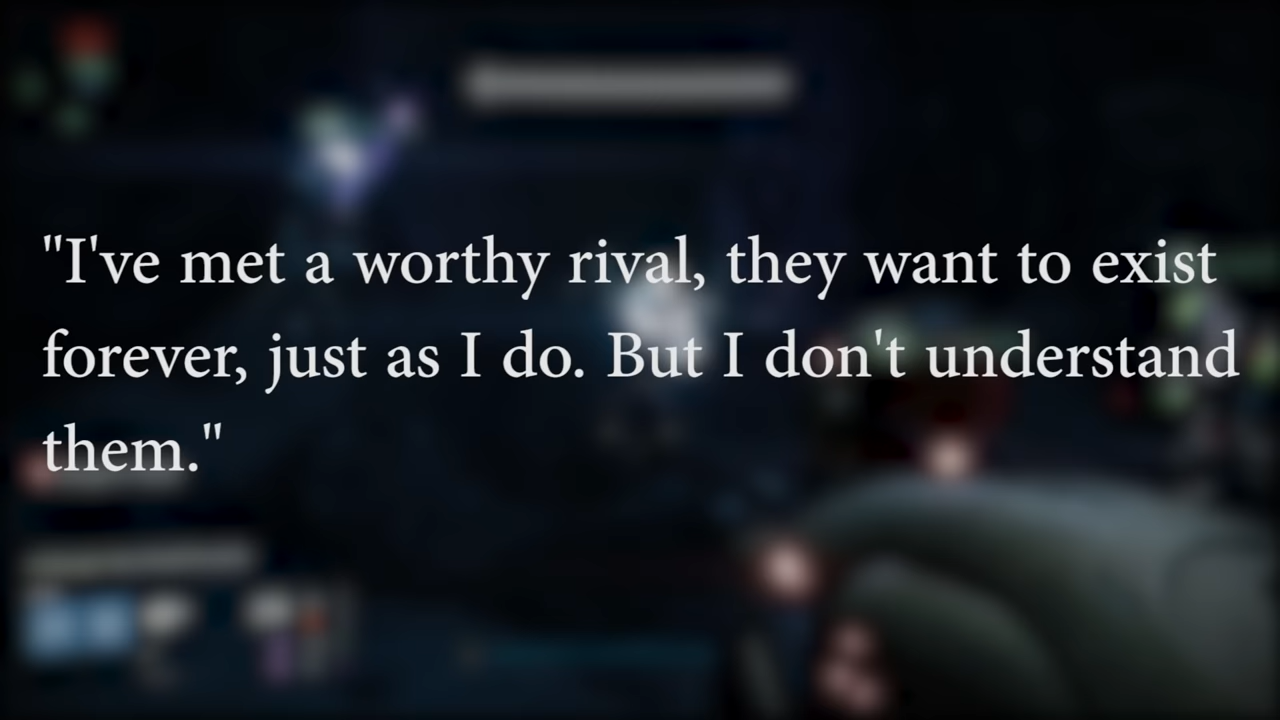 "I've met a worthy rival, they want to exist
forever, just as I do. But I don't understand
them."